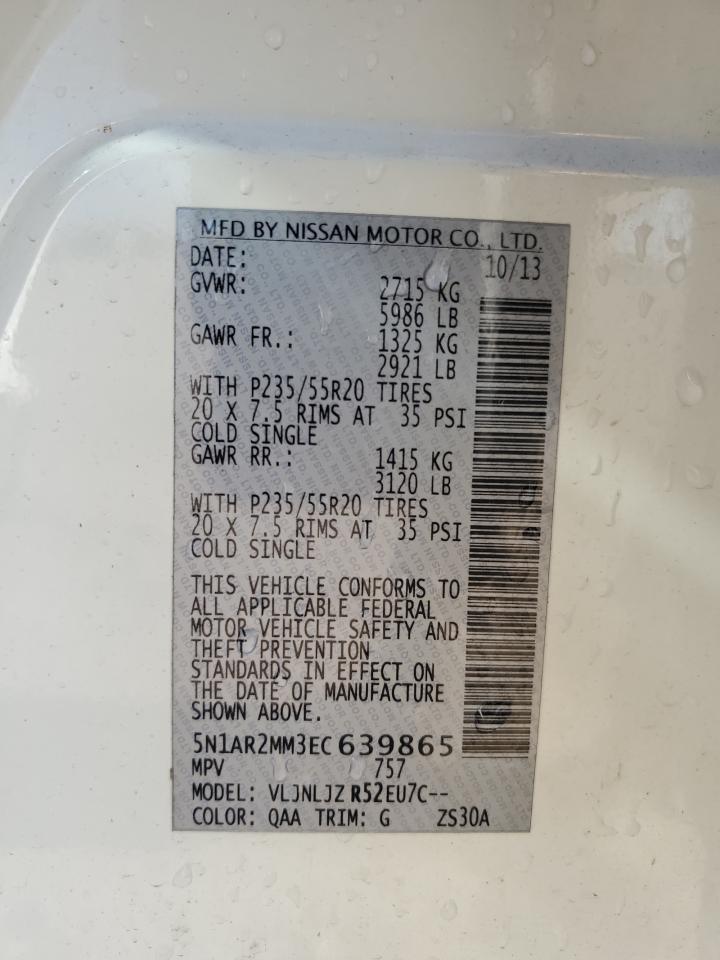 MFD BY NISSAN MOTOR CO., LTD.
DATE: 10/13
GVWR: 2715 KG
5986 LB
GAWR FR.: 1325 KG
2921 LB
WITH P235/55R20 TIRES
20 X 7.5 RIMS AT 35 PSI
COLD SINGLE
GAWR RR.: 1415 KG
3120 LB
WITH P235/55R20 TIRES
20 X 7.5 RIMS AT 35 PSI
COLD SINGLE
THIS VEHICLE CONFORMS TO
ALL APPLICABLE FEDERAL
MOTOR VEHICLE SAFETY AND
THEFT PREVENTION
STANDARDS IN EFFECT ON
THE DATE OF MANUFACTURE
SHOWN ABOVE.
5N1AR2MM3EC639865
MPV 757
MODEL: VLJNLJZ R52EU7C--
COLOR: QAA TRIM: G ZS30A